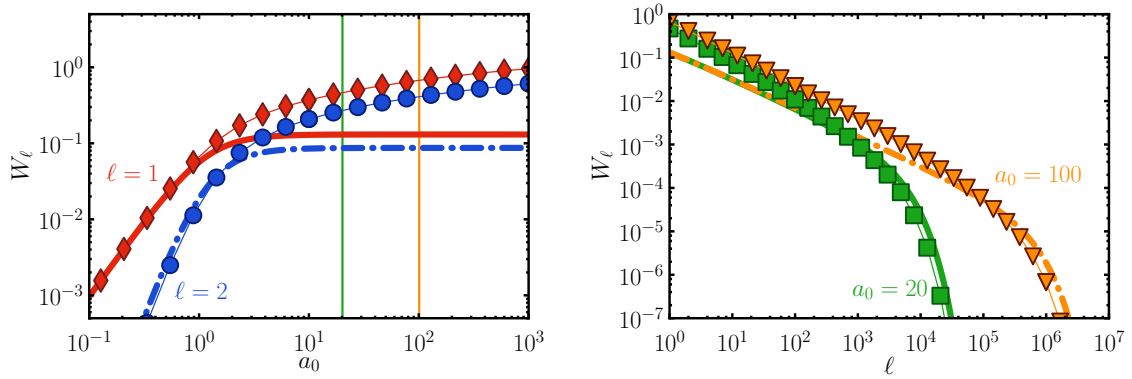 W_ℓ
10^0
10^{-1}
10^{-2}
10^{-3}
ℓ = 1
ℓ = 2
10^{-1} 10^0 10^1 10^2 10^3
a_0
W_ℓ
10^0
10^{-1}
10^{-2}
10^{-3}
10^{-4}
10^{-5}
10^{-6}
10^{-7}
a_0 = 100
a_0 = 20
10^0 10^1 10^2 10^3 10^4 10^5 10^6 10^7
ℓ